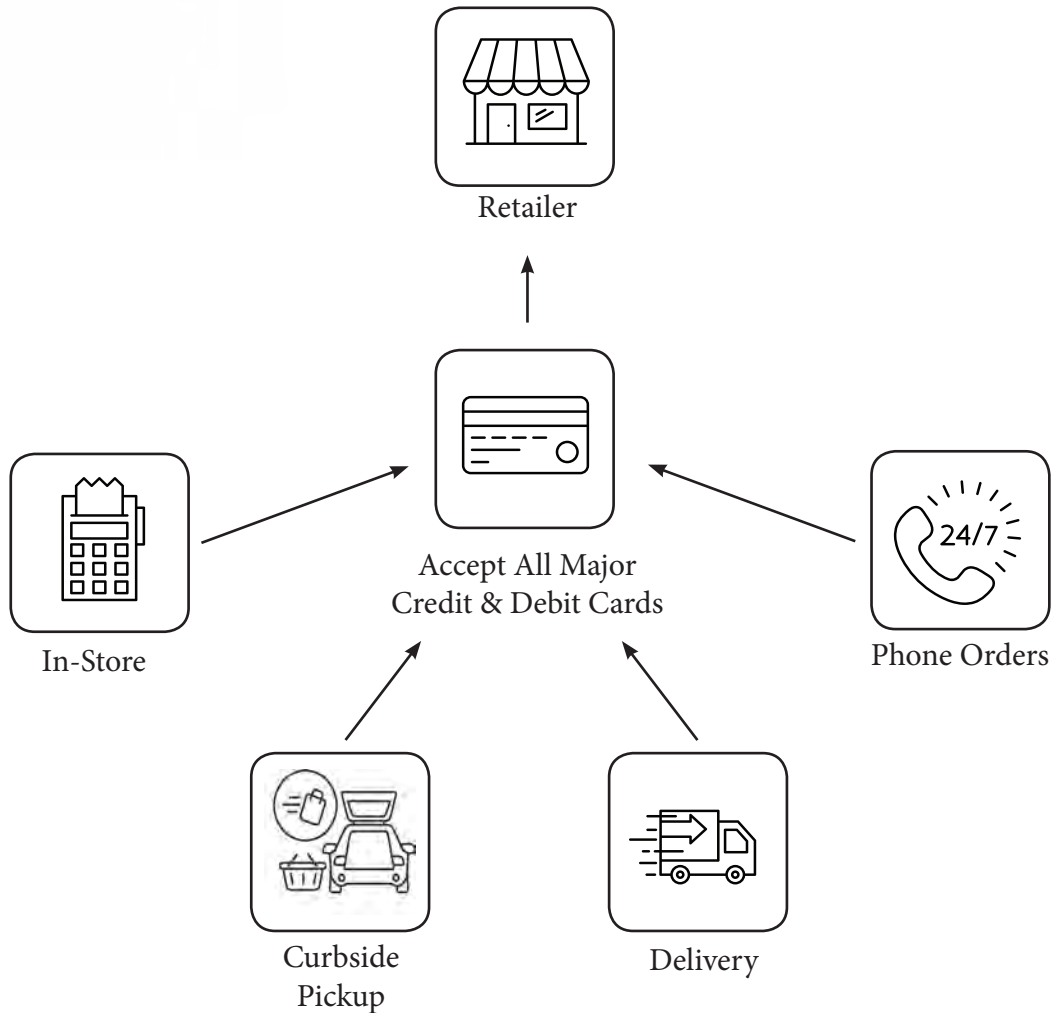 Retailer
Accept All Major
Credit & Debit Cards
24/7
In-Store
Phone Orders
Curbside
Pickup
Delivery